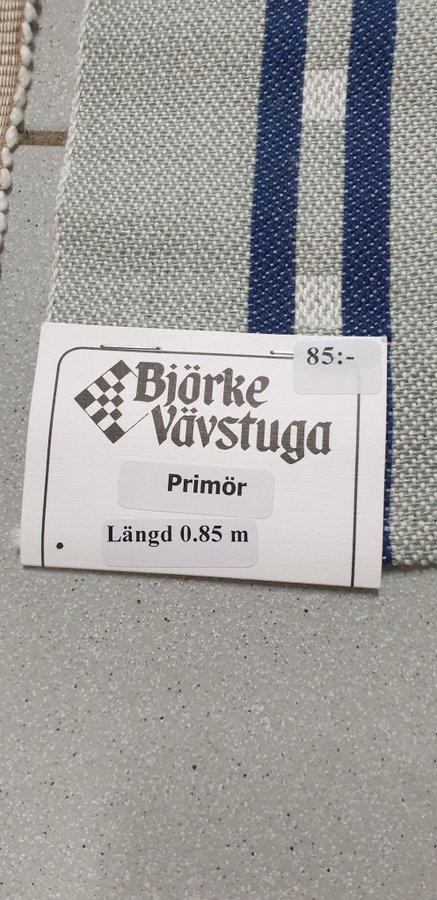 85:-
Björke
Vävstuga
Primör
Längd 0.85 m